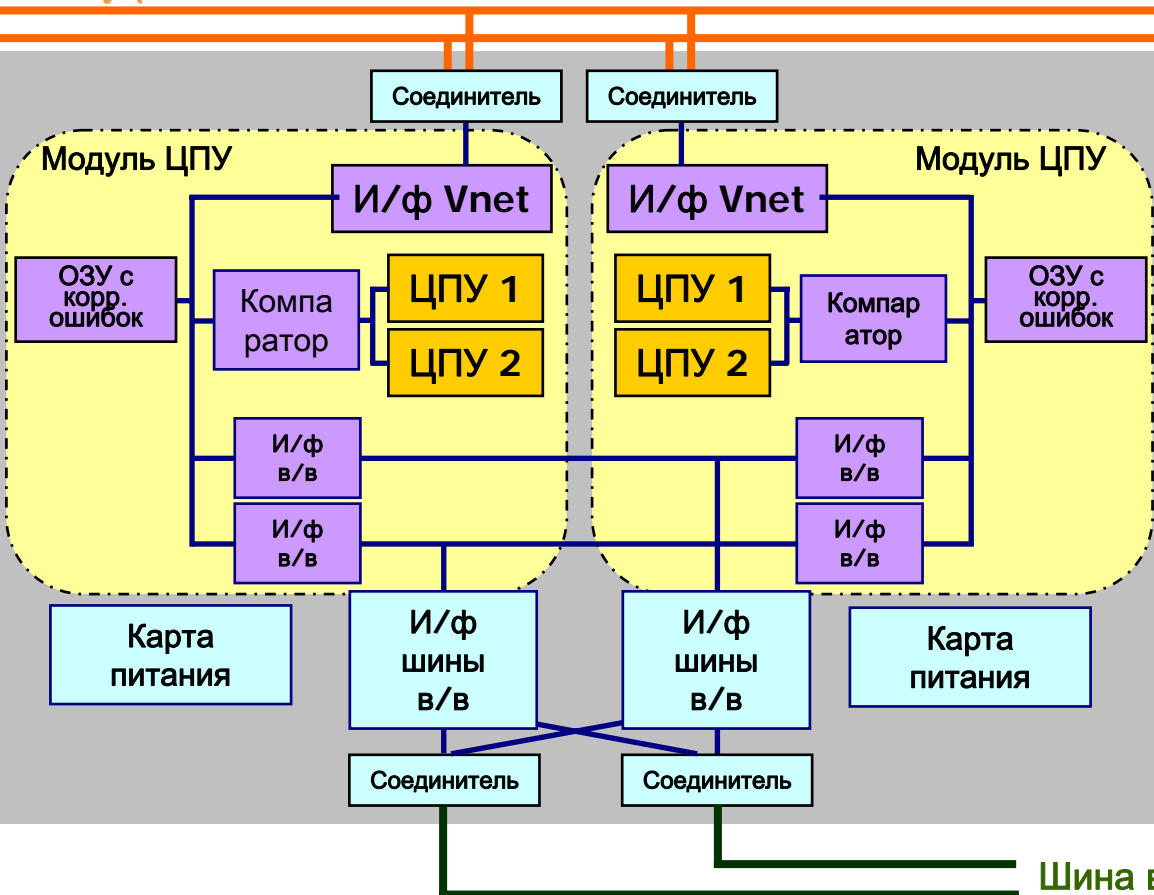 Соединитель
Соединитель
Модуль ЦПУ
Модуль ЦПУ
И/ф Vnet
И/ф Vnet
ОЗУ с
корр.
ошибок
Компа
ратор
ЦПУ 1
ЦПУ 2
ЦПУ 1
ЦПУ 2
Компар
атор
ОЗУ с
корр.
ошибок
И/ф
в/в
И/ф
в/в
И/ф
в/в
И/ф
в/в
Карта
питания
И/ф
шины
в/в
И/ф
шины
в/в
Карта
питания
Соединитель
Соединитель
Шина в